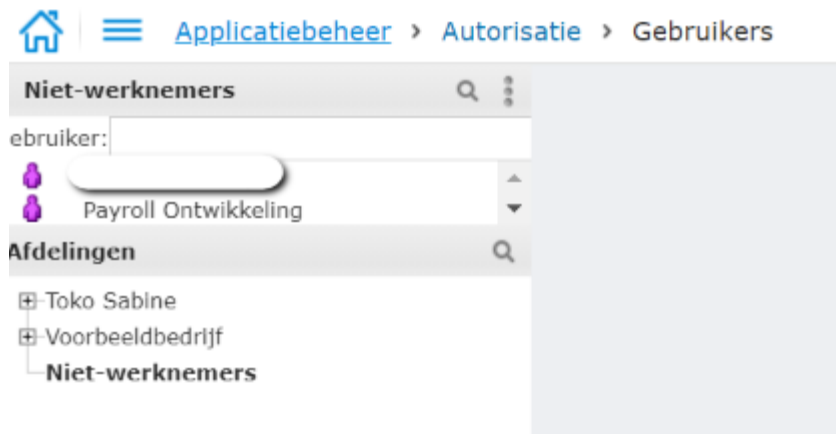 Applicatiebeheer > Autorisatie > Gebruikers
Niet-werknemers
ebruiker:
Payroll Ontwikkeling
Afdelingen
Toko Sabine
Voorbeeldbedrijf
Niet-werknemers